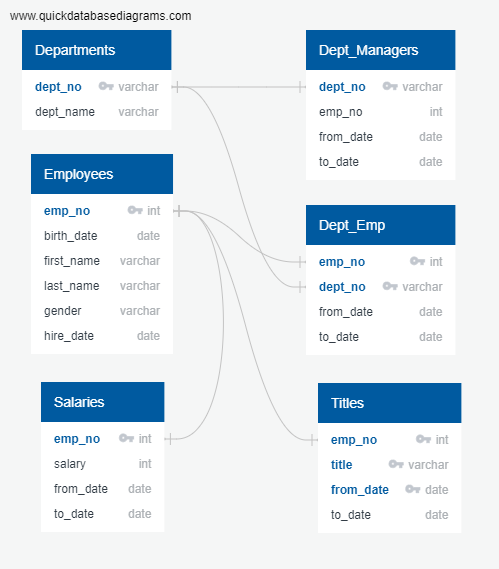 www.quickdatabasediagrams.com
Departments
dept_no varchar
dept_name varchar
Dept_Managers
dept_no varchar
emp_no int
from_date date
to_date date
Employees
emp_no int
birth_date date
first_name varchar
last_name varchar
gender varchar
hire_date date
Dept_Emp
emp_no int
dept_no varchar
from_date date
to_date date
Salaries
emp_no int
salary int
from_date date
to_date date
Titles
emp_no int
title varchar
from_date date
to_date date